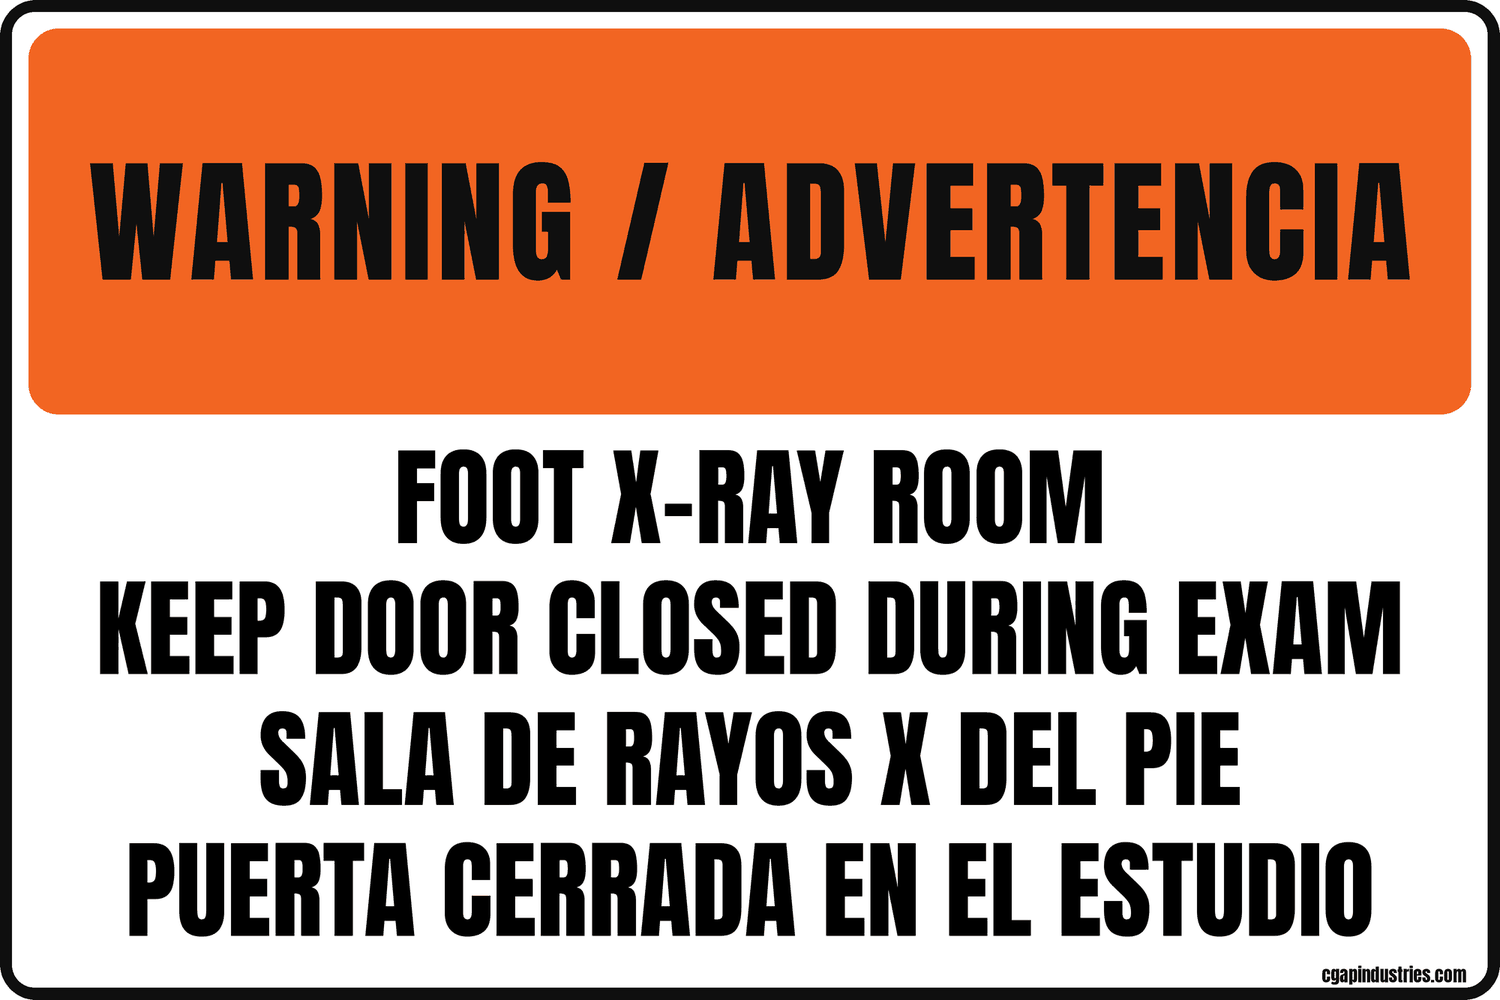 WARNING / ADVERTENCIA
FOOT X-RAY ROOM
KEEP DOOR CLOSED DURING EXAM
SALA DE RAYOS X DEL PIE
PUERTA CERRADA EN EL ESTUDIO
cgapindustries.com